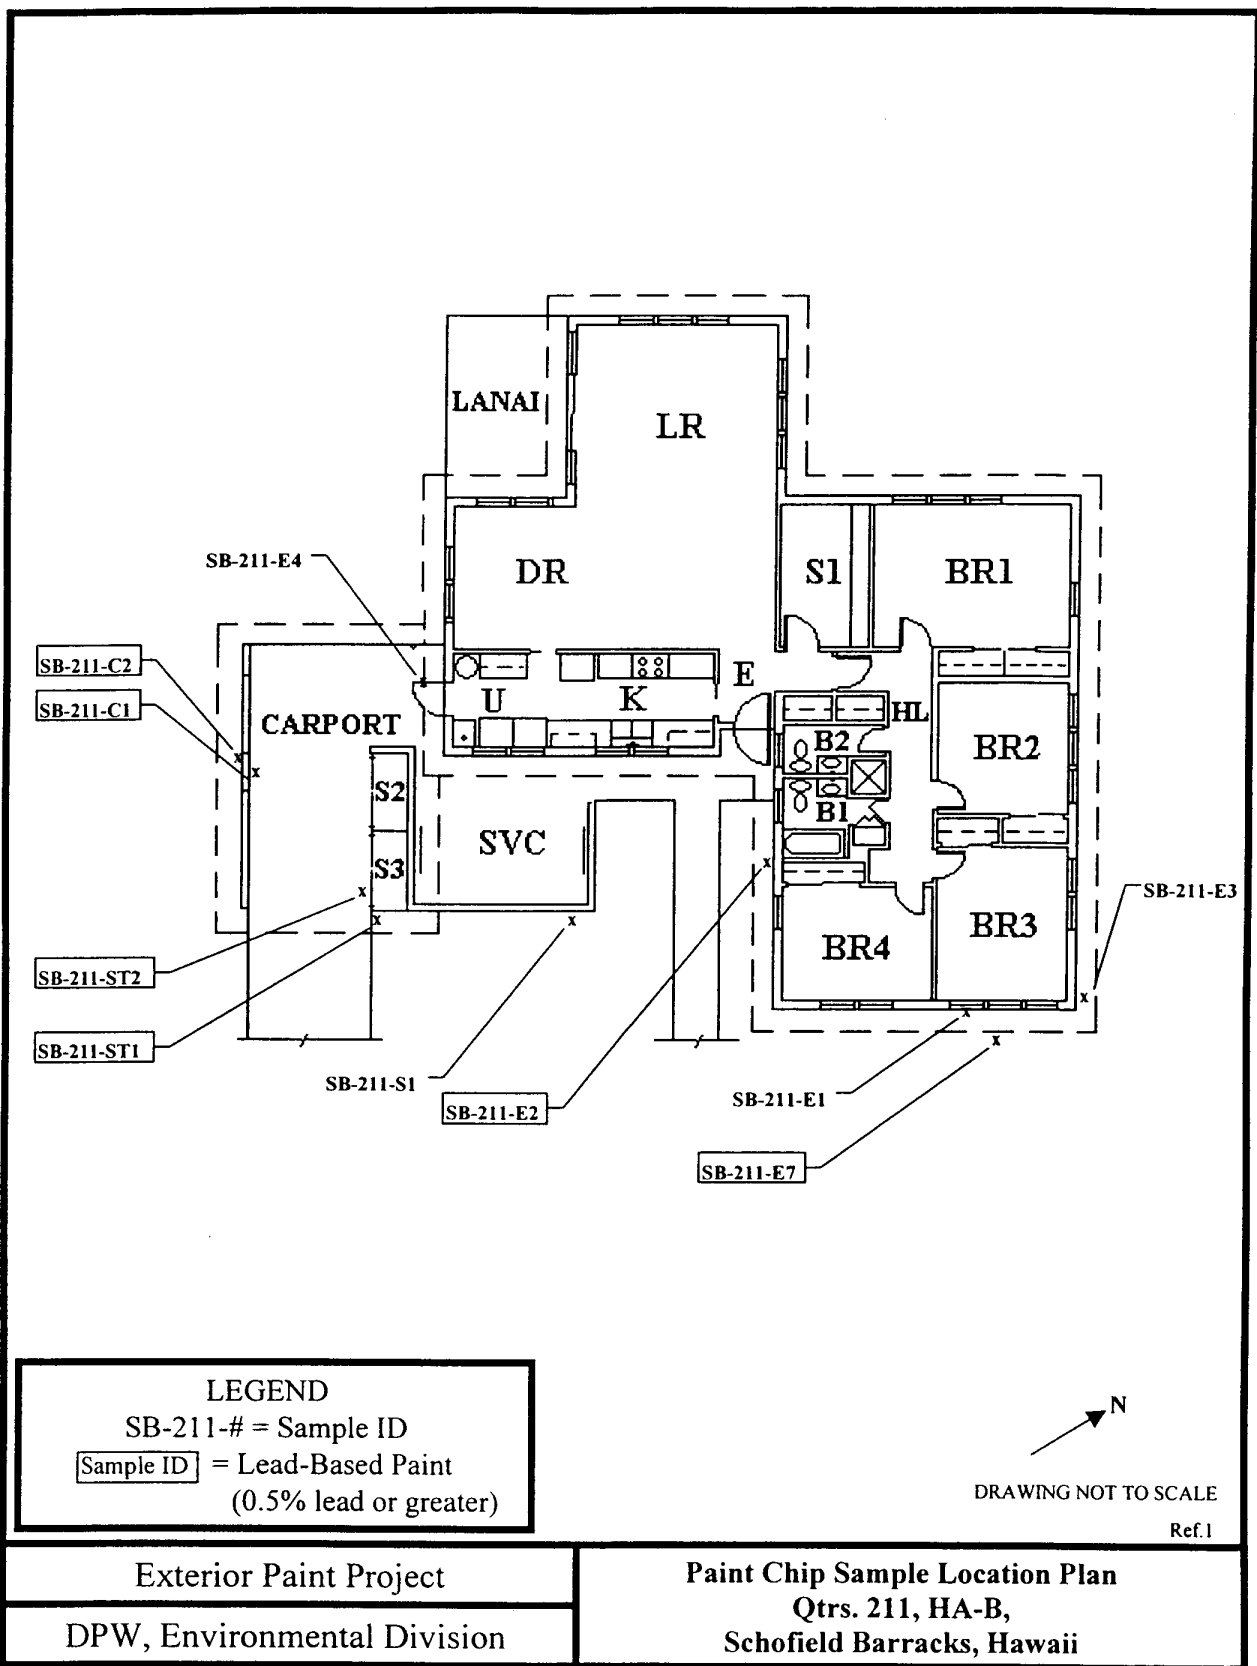 LANAI
LR
SB-211-E4
DR
S1
BR1
SB-211-C2
SB-211-C1
CARPORT
U
K
E
HL
B2
BR2
S2
B1
SVC
S3
SB-211-E3
BR4
BR3
SB-211-ST2
SB-211-ST1
SB-211-S1
SB-211-E2
SB-211-E1
SB-211-E7
LEGEND
SB-211-# = Sample ID
Sample ID = Lead-Based Paint
(0.5% lead or greater)
N
DRAWING NOT TO SCALE
Ref.1
Exterior Paint Project
DPW, Environmental Division
Paint Chip Sample Location Plan
Qtrs. 211, HA-B,
Schofield Barracks, Hawaii